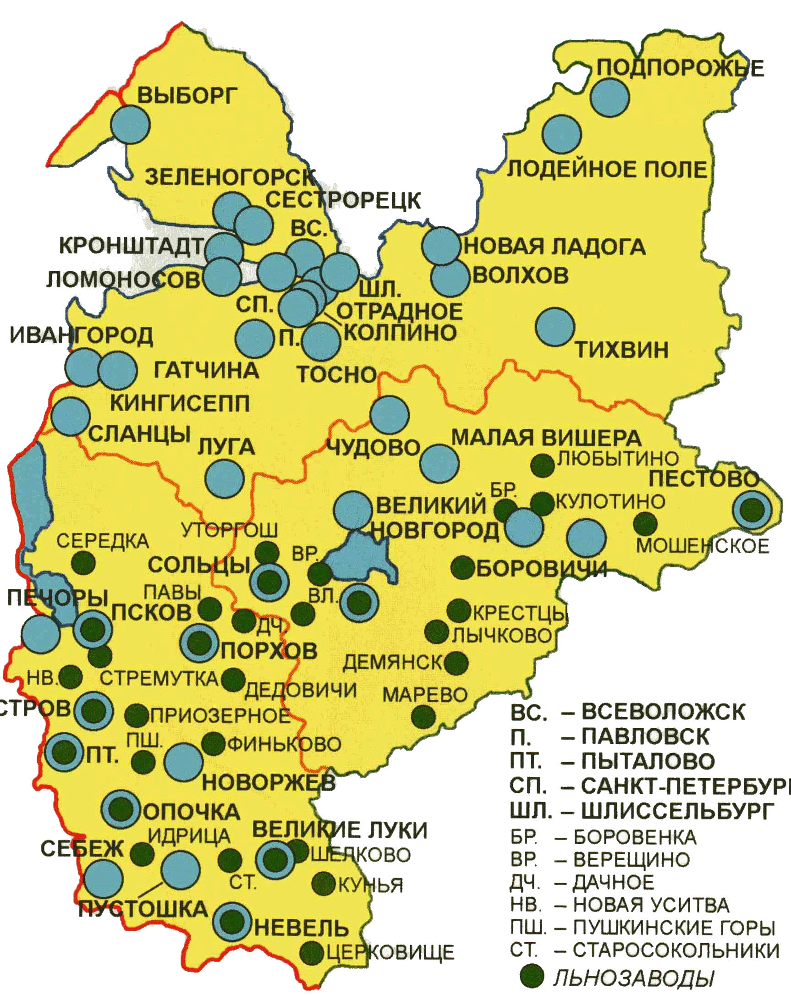 ПОДПОРОЖЬЕ
ВЫБОРГ
ЛОДЕЙНОЕ ПОЛЕ
ЗЕЛЕНОГОРСК
СЕСТРОРЕЦК
ВС.
КРОНШТАДТ
НОВАЯ ЛАДОГА
ЛОМОНОСОВ
ВОЛХОВ
ШЛ.
СП.
ОТРАДНОЕ
КОЛПИНО
ИВАНГОРОД
П.
ТИХВИН
ГАТЧИНА
ТОСНО
КИНГИСЕПП
СЛАНЦЫ
ЛУГА
ЧУДОВО
МАЛАЯ ВИШЕРА
ЛЮБЫТИНО
ПЕСТОВО
БР.
ВЕЛИКИЙ
НОВГОРОД
КУЛОТИНО
УТОРГОШ
СЕРЕДКА
МОШЕНСКОЕ
ВР.
СОЛЬЦЫ
БОРОВИЧИ
ПЕЧОРЫ
ПАВЫ
ВЛ.
ПСКОВ
КРЕСТЦЫ
ДЧ.
ЛЫЧКОВО
ПОРХОВ
ДЕМЯНСК
НВ.
СТРЕМУТКА
ДЕДОВИЧИ
МАРЕВО
СТРОВ
ПРИОЗЕРНОЕ
ПШ.
ФИНЬКОВО
ПТ.
НОВОРЖЕВ
ОПОЧКА
ВЕЛИКИЕ ЛУКИ
ИДРИЦА
СЕБЕЖ
ШЕЛКОВО
СТ.
КУНЬЯ
ПУСТОШКА
НЕВЕЛЬ
ЦЕРКОВИЩЕ
ВС. – ВСЕВОЛОЖСК
П. – ПАВЛОВСК
ПТ. – ПЫТАЛОВО
СП. – САНКТ-ПЕТЕРБУРГ
ШЛ. – ШЛИССЕЛЬБУРГ
БР. – БОРОВЕНКА
ВР. – ВЕРЕЩИНО
ДЧ. – ДАЧНОЕ
НВ. – НОВАЯ УСИТВА
ПШ. – ПУШКИНСКИЕ ГОРЫ
СТ. – СТАРОСОКОЛЬНИКИ
ЛЬНОЗАВОДЫ